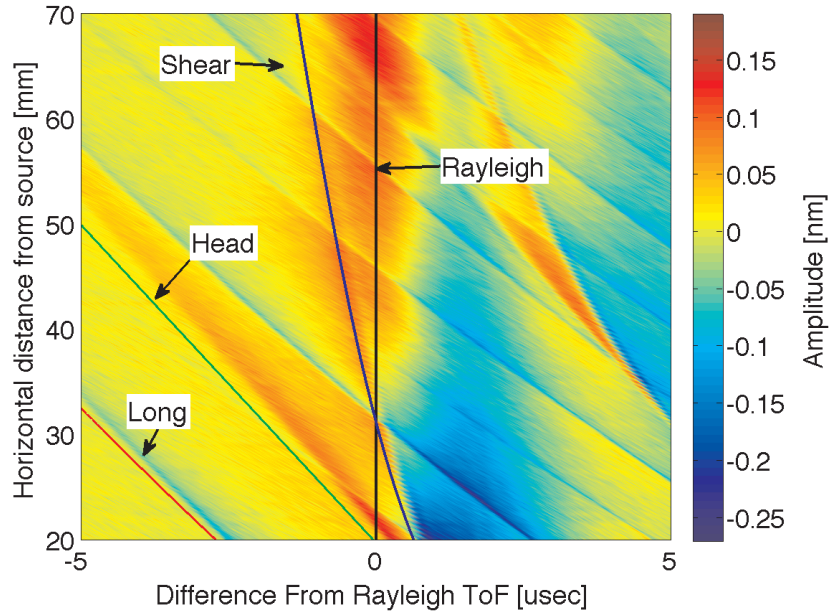 70
60
50
40
30
20
Horizontal distance from source [mm]
Shear
Rayleigh
Head
Long
-5
0
5
Difference From Rayleigh ToF [usec]
0.15
0.1
0.05
0
-0.05
-0.1
-0.15
-0.2
-0.25
Amplitude [nm]